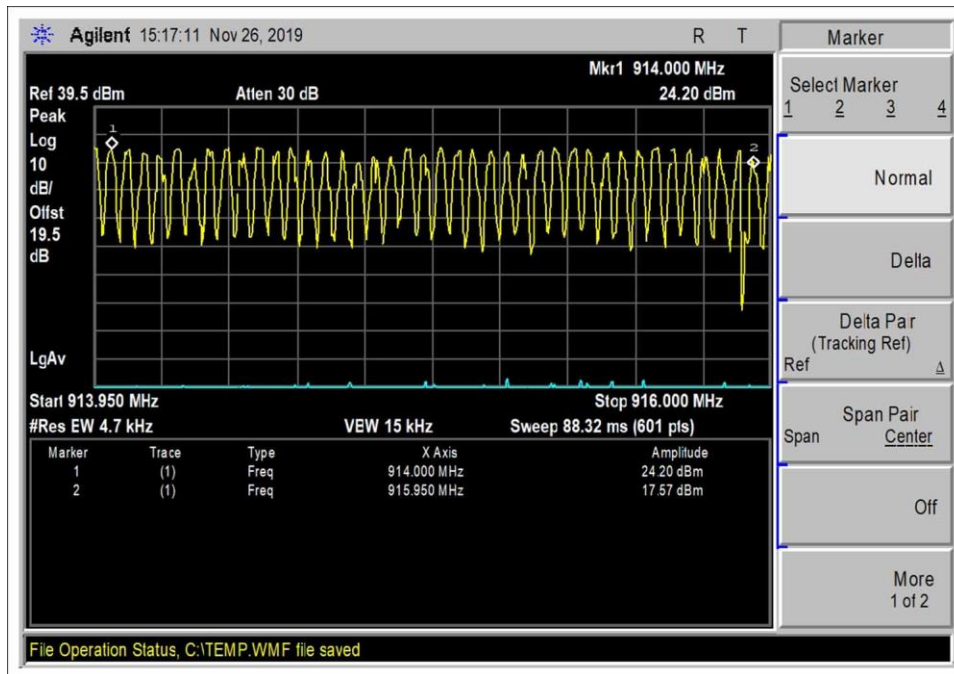 Agilent 15:17:11 Nov 26, 2019 R T
Marker
Mkr1 914.000 MHz
Ref 39.5 dBm Atten 30 dB 24.20 dBm
Peak
Log
10
dB/
Offst
19.5
dB
LgAv
1
2
Start 913.950 MHz Stop 916.000 MHz
#Res BW 4.7 kHz VBW 15 kHz Sweep 88.32 ms (601 pts)
Marker Trace Type X Axis Amplitude
1 (1) Freq 914.000 MHz 24.20 dBm
2 (1) Freq 915.950 MHz 17.57 dBm
Select Marker
1 2 3 4
Normal
Delta
Delta Pair
(Tracking Ref)
Ref Δ
Span Pair
Span Center
Off
More
1 of 2
File Operation Status, C:\TEMP.WMF file saved